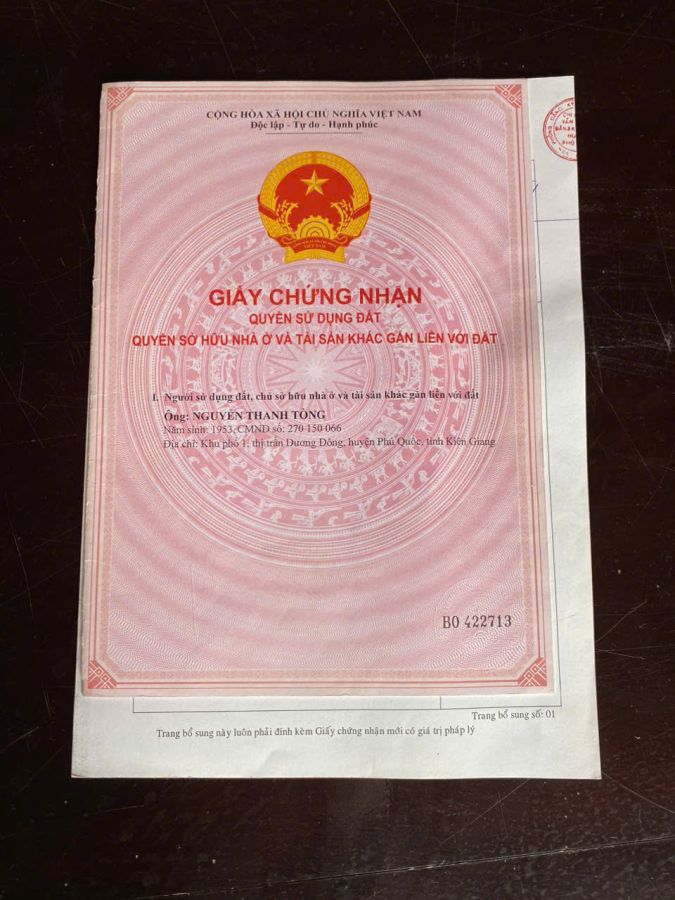 CỘNG HÒA XÃ HỘI CHỦ NGHĨA VIỆT NAM
Độc lập - Tự do - Hạnh phúc
VIỆT NAM
GIẤY CHỨNG NHẬN
QUYỀN SỬ DỤNG ĐẤT
QUYỀN SỞ HỮU NHÀ Ở VÀ TÀI SẢN KHÁC GẮN LIỀN VỚI ĐẤT
I. Người sử dụng đất, chủ sở hữu nhà ở và tài sản khác gắn liền với đất
Ông: NGUYỄN THANH TÒNG
Năm sinh: 1953, CMND số: 270 150 066
Địa chỉ: Khu phố 1, thị trấn Dương Đông, huyện Phú Quốc, tỉnh Kiên Giang
BO 422713
Trang bổ sung số: 01
Trang bổ sung này luôn phải đính kèm Giấy chứng nhận mới có giá trị pháp lý